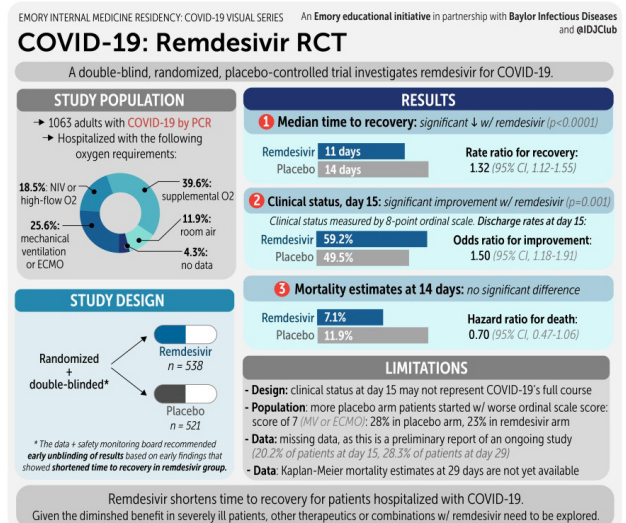 EMORY INTERNAL MEDICINE RESIDENCY: COVID-19 VISUAL SERIES
An Emory educational initiative in partnership with Baylor Infectious Diseases
and @IDJClub
COVID-19: Remdesivir RCT
A double-blind, randomized, placebo-controlled trial investigates remdesivir for COVID-19.
STUDY POPULATION
→ 1063 adults with COVID-19 by PCR
→ Hospitalized with the following
oxygen requirements:
18.5%: NIV or
high-flow O2
39.6%:
supplemental O2
25.6%:
mechanical
ventilation
or ECMO
11.9%:
room air
4.3%:
no data
STUDY DESIGN
Randomized
+
double-blinded*
Remdesivir
n = 538
Placebo
n = 521
* The data + safety monitoring board recommended
early unblinding of results based on early findings that
showed shortened time to recovery in remdesivir group.
RESULTS
1 Median time to recovery: significant ↓ w/ remdesivir (p<0.0001)
Remdesivir 11 days
Placebo 14 days
Rate ratio for recovery:
1.32 (95% CI, 1.12-1.55)
2 Clinical status, day 15: significant improvement w/ remdesivir (p=0.001)
Clinical status measured by 8-point ordinal scale. Discharge rates at day 15:
Remdesivir 59.2%
Placebo 49.5%
Odds ratio for improvement:
1.50 (95% CI, 1.18-1.91)
3 Mortality estimates at 14 days: no significant difference
Remdesivir 7.1%
Placebo 11.9%
Hazard ratio for death:
0.70 (95% CI, 0.47-1.06)
LIMITATIONS
- Design: clinical status at day 15 may not represent COVID-19's full course
- Population: more placebo arm patients started w/ worse ordinal scale score:
score of 7 (MV or ECMO): 28% in placebo arm, 23% in remdesivir arm
- Data: missing data, as this is a preliminary report of an ongoing study
(20.2% of patients at day 15, 28.3% of patients at day 29)
- Data: Kaplan-Meier mortality estimates at 29 days are not yet available
Remdesivir shortens time to recovery for patients hospitalized with COVID-19.
Given the diminshed benefit in severely ill patients, other therapeutics or combinations w/ remdesivir need to be explored.